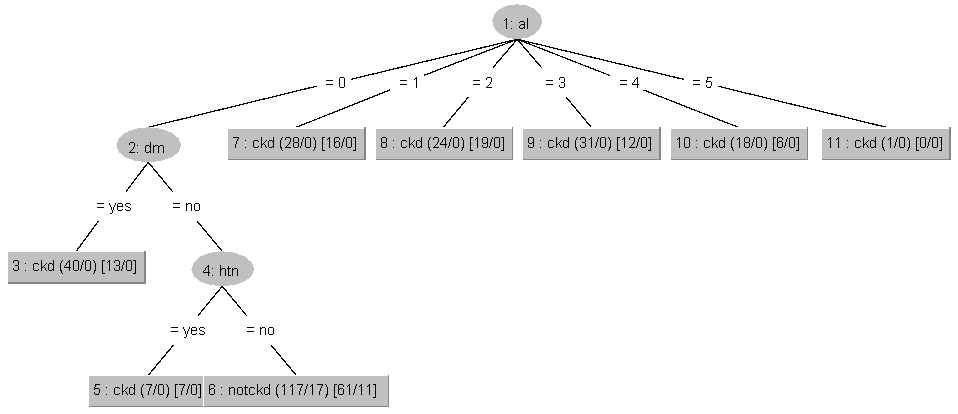 1: al
= 0
= 1
= 2
= 3
= 4
= 5
2: dm
7 : ckd (28/0) [16/0]
8 : ckd (24/0) [19/0]
9 : ckd (31/0) [12/0]
10 : ckd (18/0) [6/0]
11 : ckd (1/0) [0/0]
= yes
= no
3 : ckd (40/0) [13/0]
4: htn
= yes
= no
5 : ckd (7/0) [7/0]
6 : notckd (117/17) [61/11]